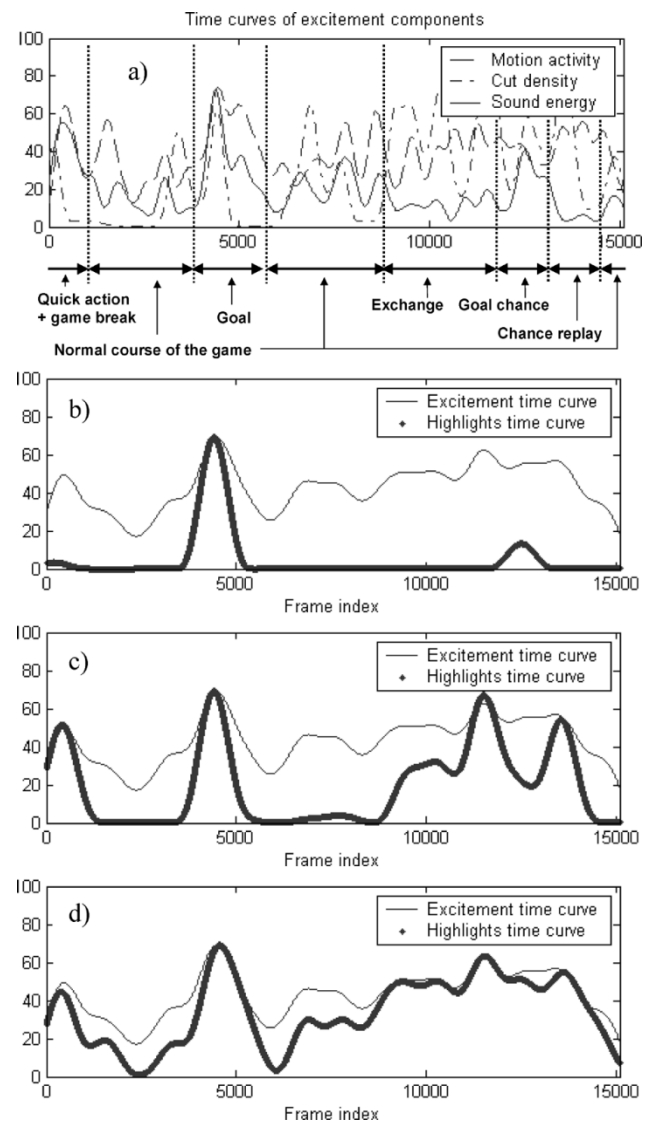 Time curves of excitement components
100
80
60
40
20
0
a)
Motion activity
Cut density
Sound energy
0 5000 10000 15000
Quick action
+ game break
Goal
Exchange
Goal chance
Chance replay
Normal course of the game
100
80
60
40
20
0
b)
Excitement time curve
Highlights time curve
0 5000 10000 15000
Frame index
100
80
60
40
20
0
c)
Excitement time curve
Highlights time curve
0 5000 10000 15000
Frame index
100
80
60
40
20
0
d)
Excitement time curve
Highlights time curve
0 5000 10000 15000
Frame index